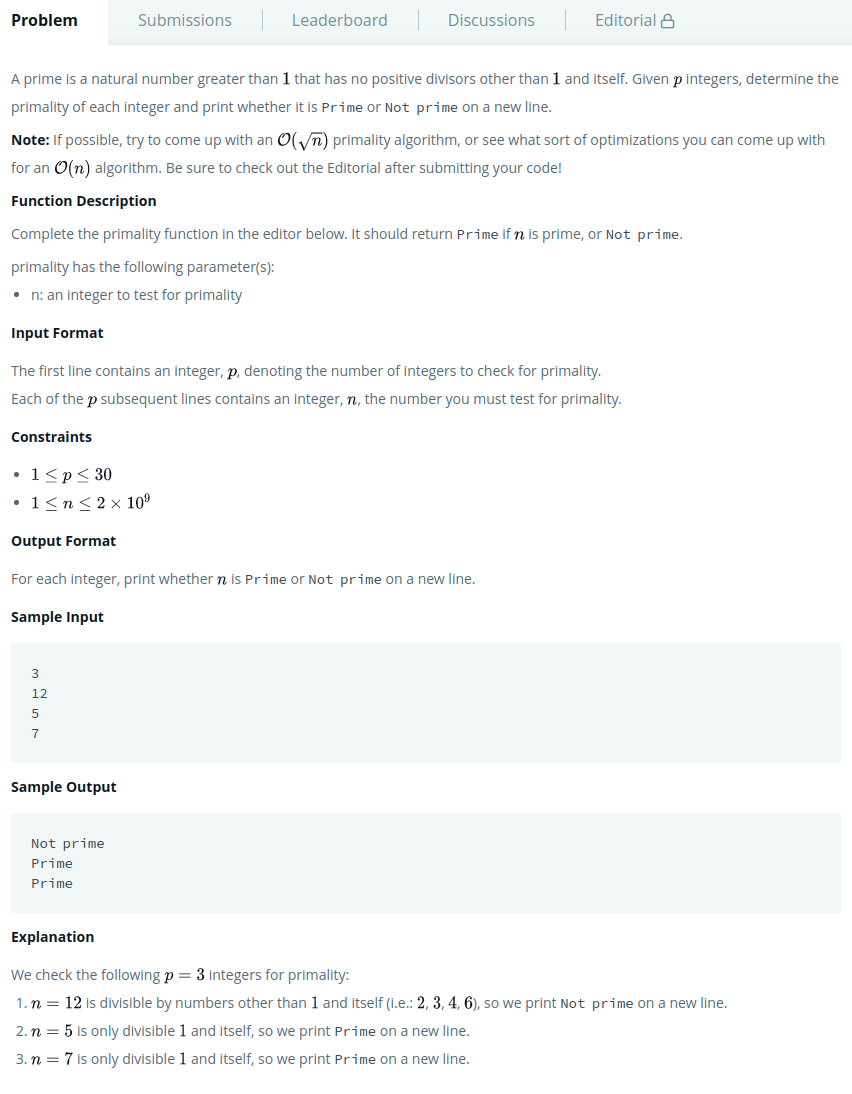 Problem Submissions Leaderboard Discussions Editorial
A prime is a natural number greater than 1 that has no positive divisors other than 1 and itself. Given p integers, determine the
primality of each integer and print whether it is Prime or Not prime on a new line.
Note: If possible, try to come up with an O(√n) primality algorithm, or see what sort of optimizations you can come up with
for an O(n) algorithm. Be sure to check out the Editorial after submitting your code!
Function Description
Complete the primality function in the editor below. It should return Prime if n is prime, or Not prime.
primality has the following parameter(s):
• n: an integer to test for primality
Input Format
The first line contains an integer, p, denoting the number of integers to check for primality.
Each of the p subsequent lines contains an integer, n, the number you must test for primality.
Constraints
• 1 ≤ p ≤ 30
• 1 ≤ n ≤ 2 × 10⁹
Output Format
For each integer, print whether n is Prime or Not prime on a new line.
Sample Input
3
12
5
7
Sample Output
Not prime
Prime
Prime
Explanation
We check the following p = 3 integers for primality:
1. n = 12 is divisible by numbers other than 1 and itself (i.e.: 2, 3, 4, 6), so we print Not prime on a new line.
2. n = 5 is only divisible 1 and itself, so we print Prime on a new line.
3. n = 7 is only divisible 1 and itself, so we print Prime on a new line.